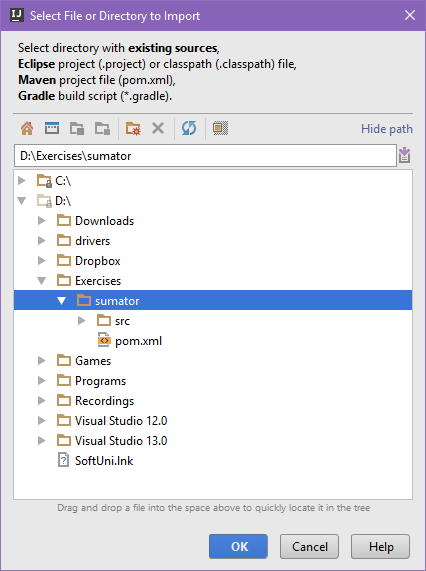 IJ Select File or Directory to Import
Select directory with existing sources,
Eclipse project (.project) or classpath (.classpath) file,
Maven project file (pom.xml),
Gradle build script (*.gradle).
Hide path
D:\Exercises\sumator
C:\
D:\
Downloads
drivers
Dropbox
Exercises
sumator
src
pom.xml
Games
Programs
Recordings
Visual Studio 12.0
Visual Studio 13.0
SoftUni.lnk
Drag and drop a file into the space above to quickly locate it in the tree
OK Cancel Help